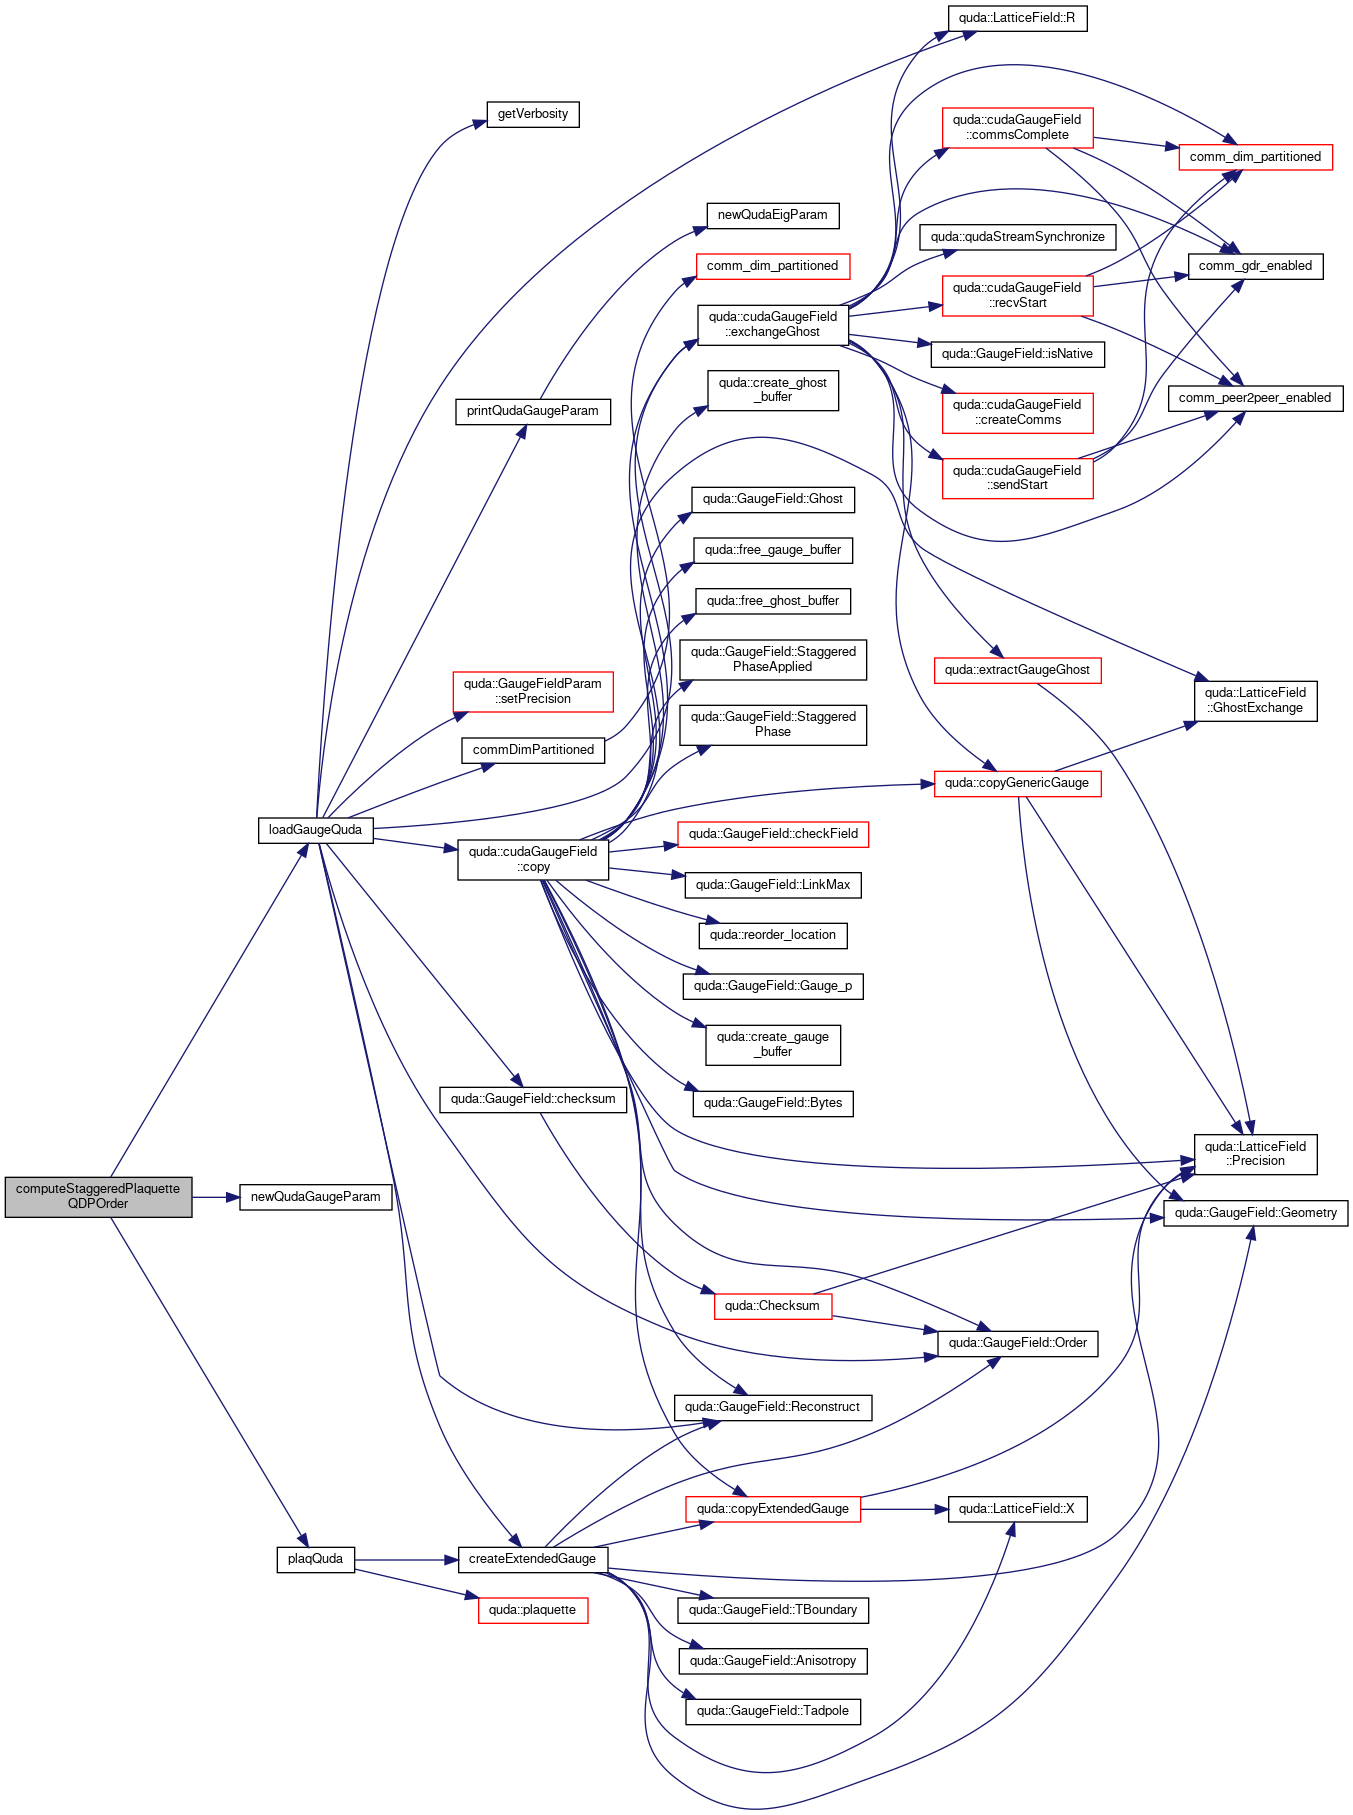 computeStaggeredPlaquette
QDPOrder
loadGaugeQuda
newQudaGaugeParam
plaqQuda
getVerbosity
printQudaGaugeParam
quda::GaugeFieldParam
::setPrecision
commDimPartitioned
quda::cudaGaugeField
::copy
quda::GaugeField::checksum
createExtendedGauge
quda::plaquette
newQudaEigParam
comm_dim_partitioned
quda::cudaGaugeField
::exchangeGhost
quda::create_ghost
_buffer
quda::GaugeField::Ghost
quda::free_gauge_buffer
quda::free_ghost_buffer
quda::GaugeField::Staggered
PhaseApplied
quda::GaugeField::Staggered
Phase
quda::GaugeField::checkField
quda::GaugeField::LinkMax
quda::reorder_location
quda::GaugeField::Gauge_p
quda::create_gauge
_buffer
quda::GaugeField::Bytes
quda::Checksum
quda::GaugeField::Reconstruct
quda::copyExtendedGauge
quda::GaugeField::TBoundary
quda::GaugeField::Anisotropy
quda::GaugeField::Tadpole
quda::LatticeField::R
quda::cudaGaugeField
::commsComplete
quda::qudaStreamSynchronize
quda::cudaGaugeField
::recvStart
quda::GaugeField::isNative
quda::cudaGaugeField
::createComms
quda::cudaGaugeField
::sendStart
quda::extractGaugeGhost
quda::copyGenericGauge
quda::GaugeField::Order
quda::LatticeField::X
comm_dim_partitioned
comm_gdr_enabled
comm_peer2peer_enabled
quda::LatticeField
::GhostExchange
quda::LatticeField
::Precision
quda::GaugeField::Geometry